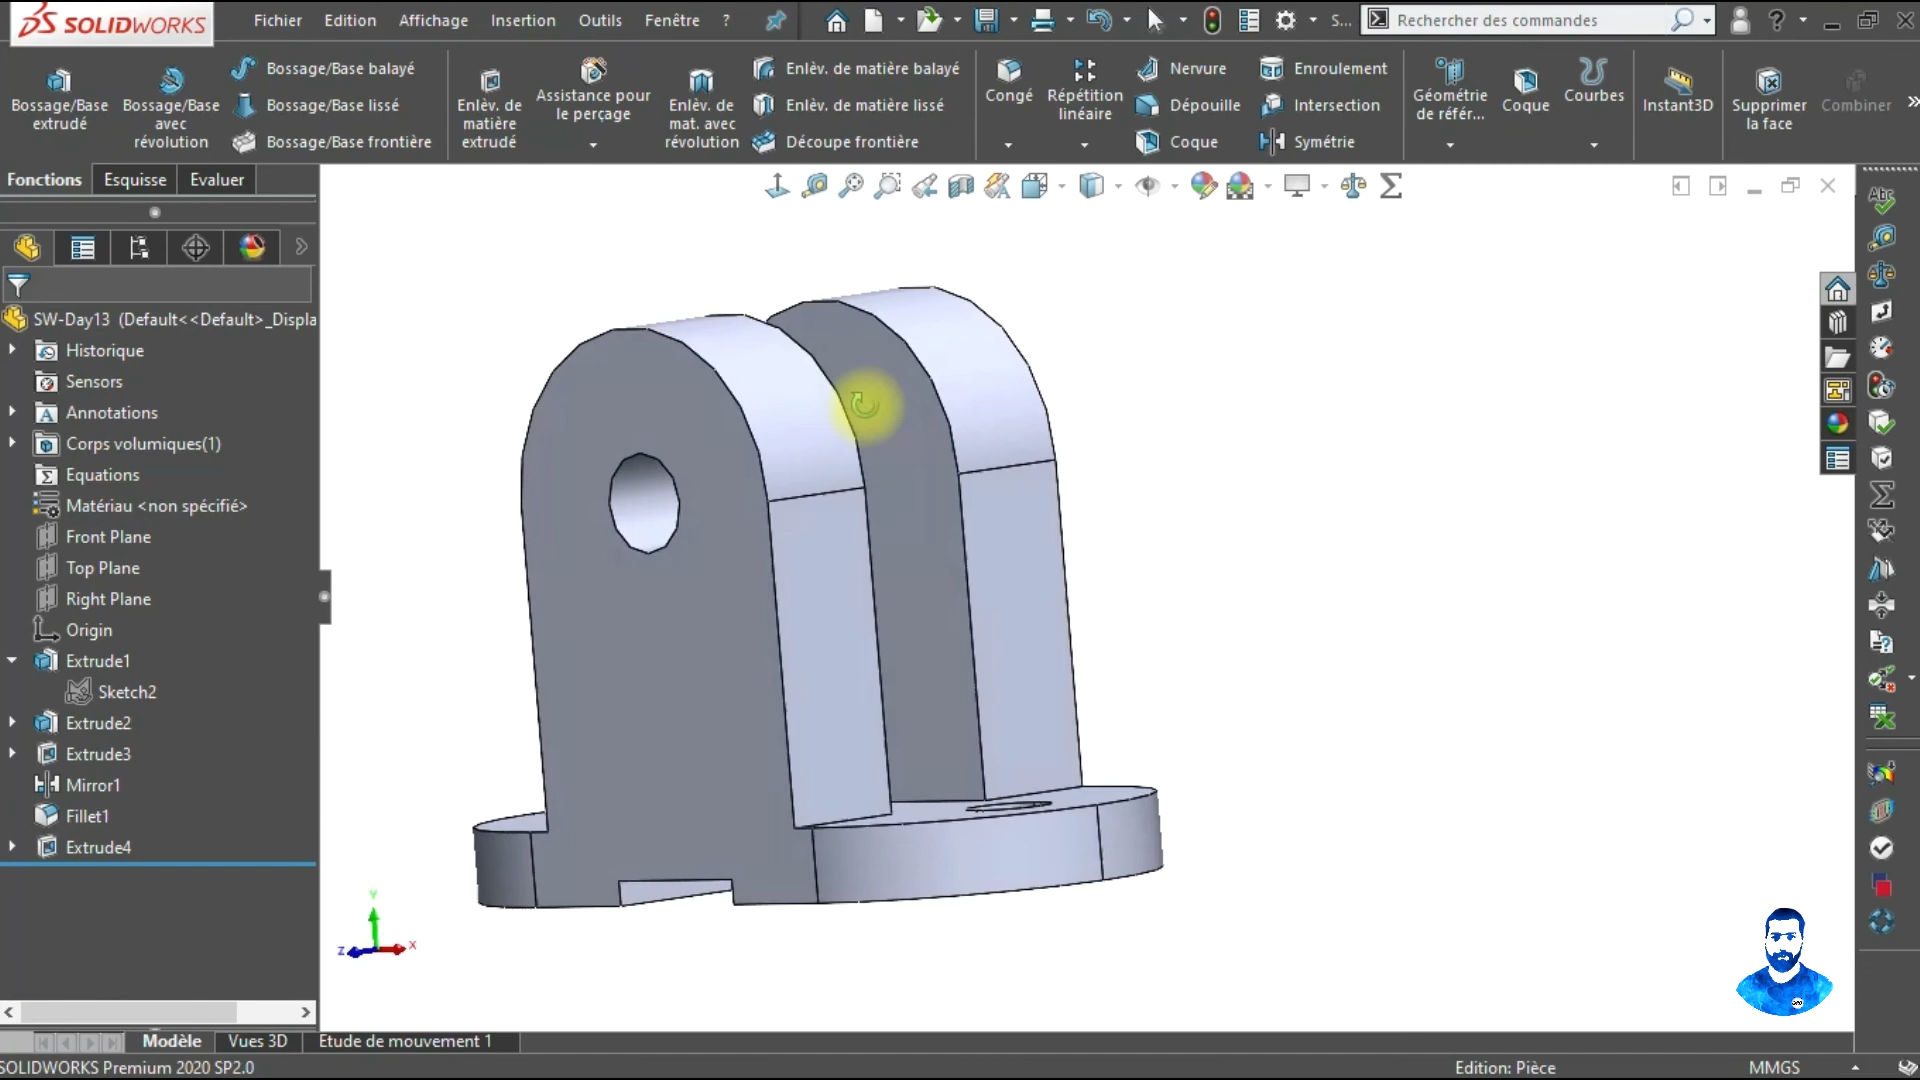 SOLIDWORKS
Fichier Edition Affichage Insertion Outils Fenêtre ?
S...
Rechercher des commandes
?
Bossage/Base extrudé
Bossage/Base avec révolution
Bossage/Base balayé
Bossage/Base lissé
Bossage/Base frontière
Enlèv. de matière extrudé
Assistance pour le perçage
Enlèv. de mat. avec révolution
Enlèv. de matière balayé
Enlèv. de matière lissé
Découpe frontière
Congé
Répétition linéaire
Nervure
Dépouille
Coque
Enroulement
Intersection
Symétrie
Géométrie de référ...
Coque
Courbes
Instant3D
Supprimer la face
Combiner
Fonctions Esquisse Evaluer
SW-Day13 (Default<<Default>_Displa
Historique
Sensors
Annotations
Corps volumiques(1)
Equations
Matériau <non spécifié>
Front Plane
Top Plane
Right Plane
Origin
Extrude1
Sketch2
Extrude2
Extrude3
Mirror1
Fillet1
Extrude4
Y
Z
X
Modèle Vues 3D Etude de mouvement 1
SOLIDWORKS Premium 2020 SP2.0
Edition: Pièce
MMGS